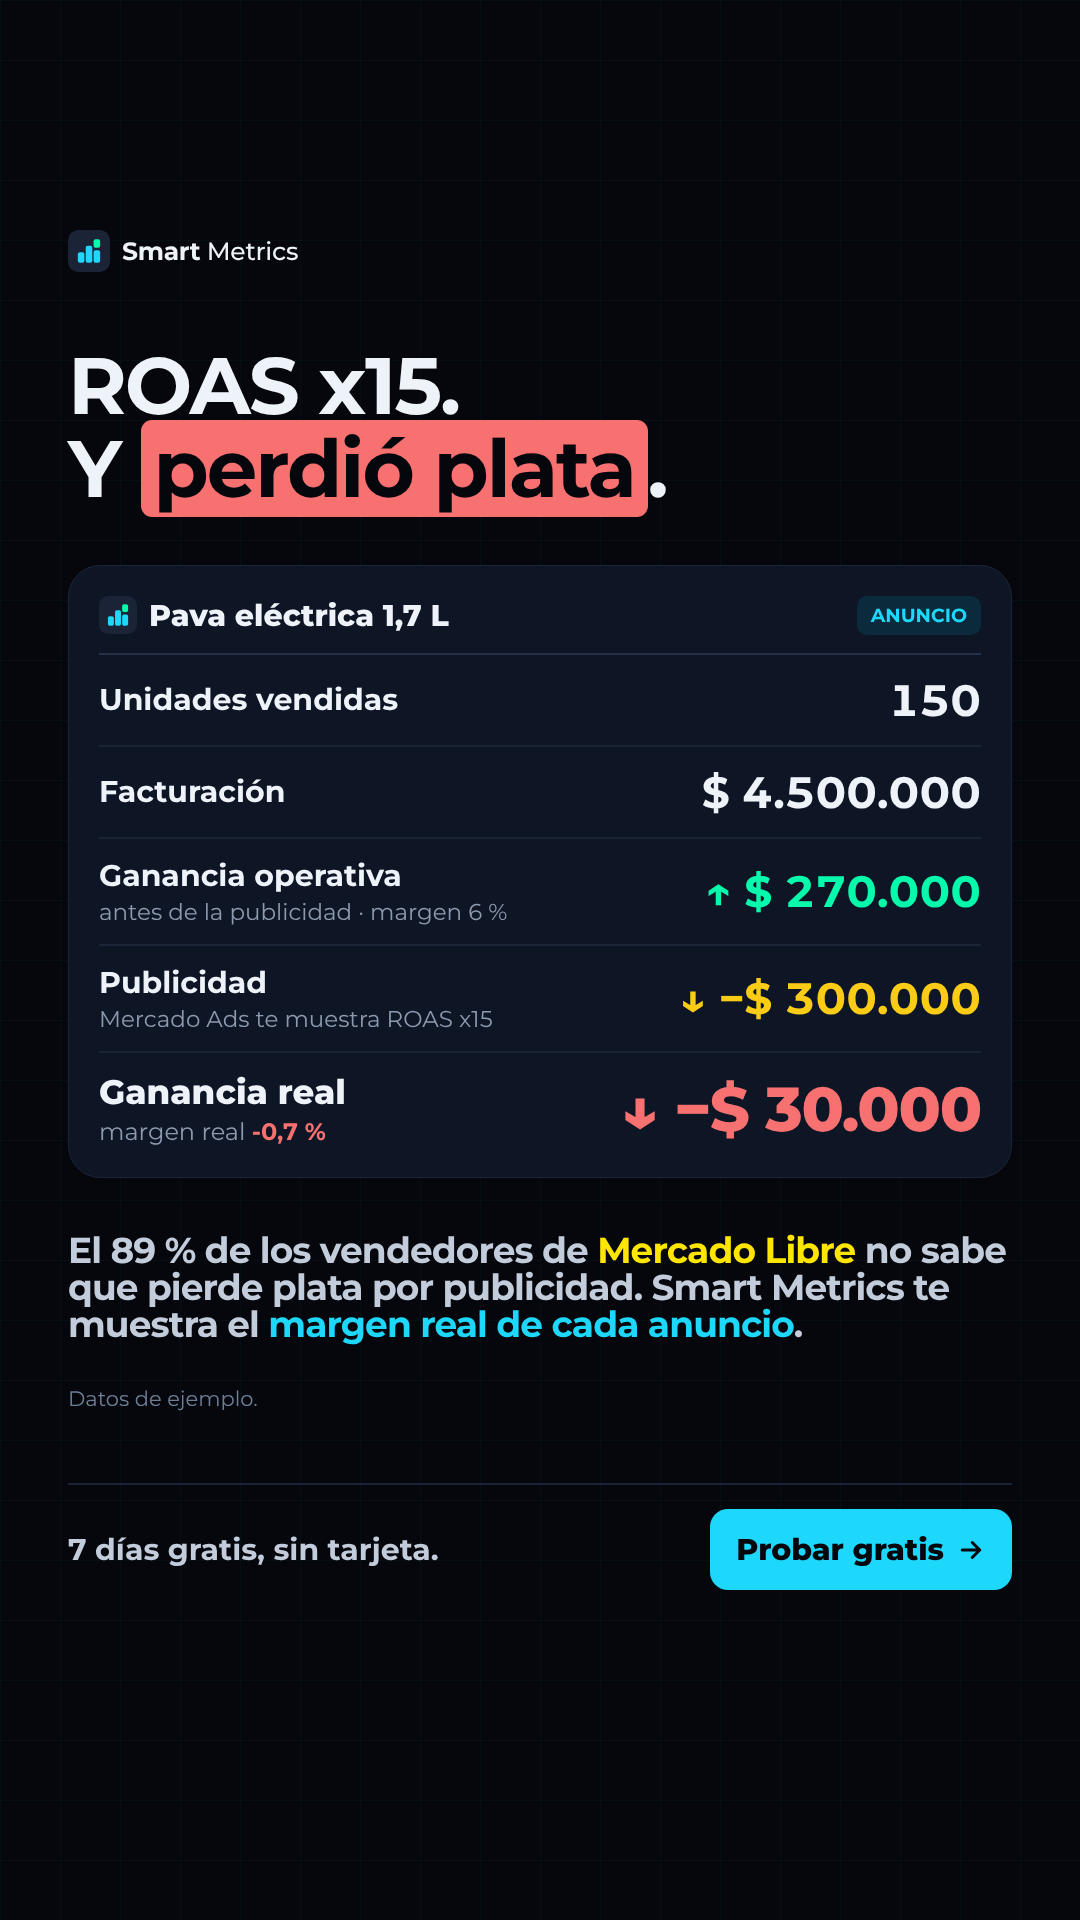 Smart Metrics
ROAS x15.
Y perdió plata.
Pava eléctrica 1,7 L
ANUNCIO
Unidades vendidas
150
Facturación
$ 4.500.000
Ganancia operativa
antes de la publicidad · margen 6 %
↑ $ 270.000
Publicidad
Mercado Ads te muestra ROAS x15
↓ −$ 300.000
Ganancia real
margen real -0,7 %
↓ −$ 30.000
El 89 % de los vendedores de Mercado Libre no sabe
que pierde plata por publicidad. Smart Metrics te
muestra el margen real de cada anuncio.
Datos de ejemplo.
7 días gratis, sin tarjeta.
Probar gratis →